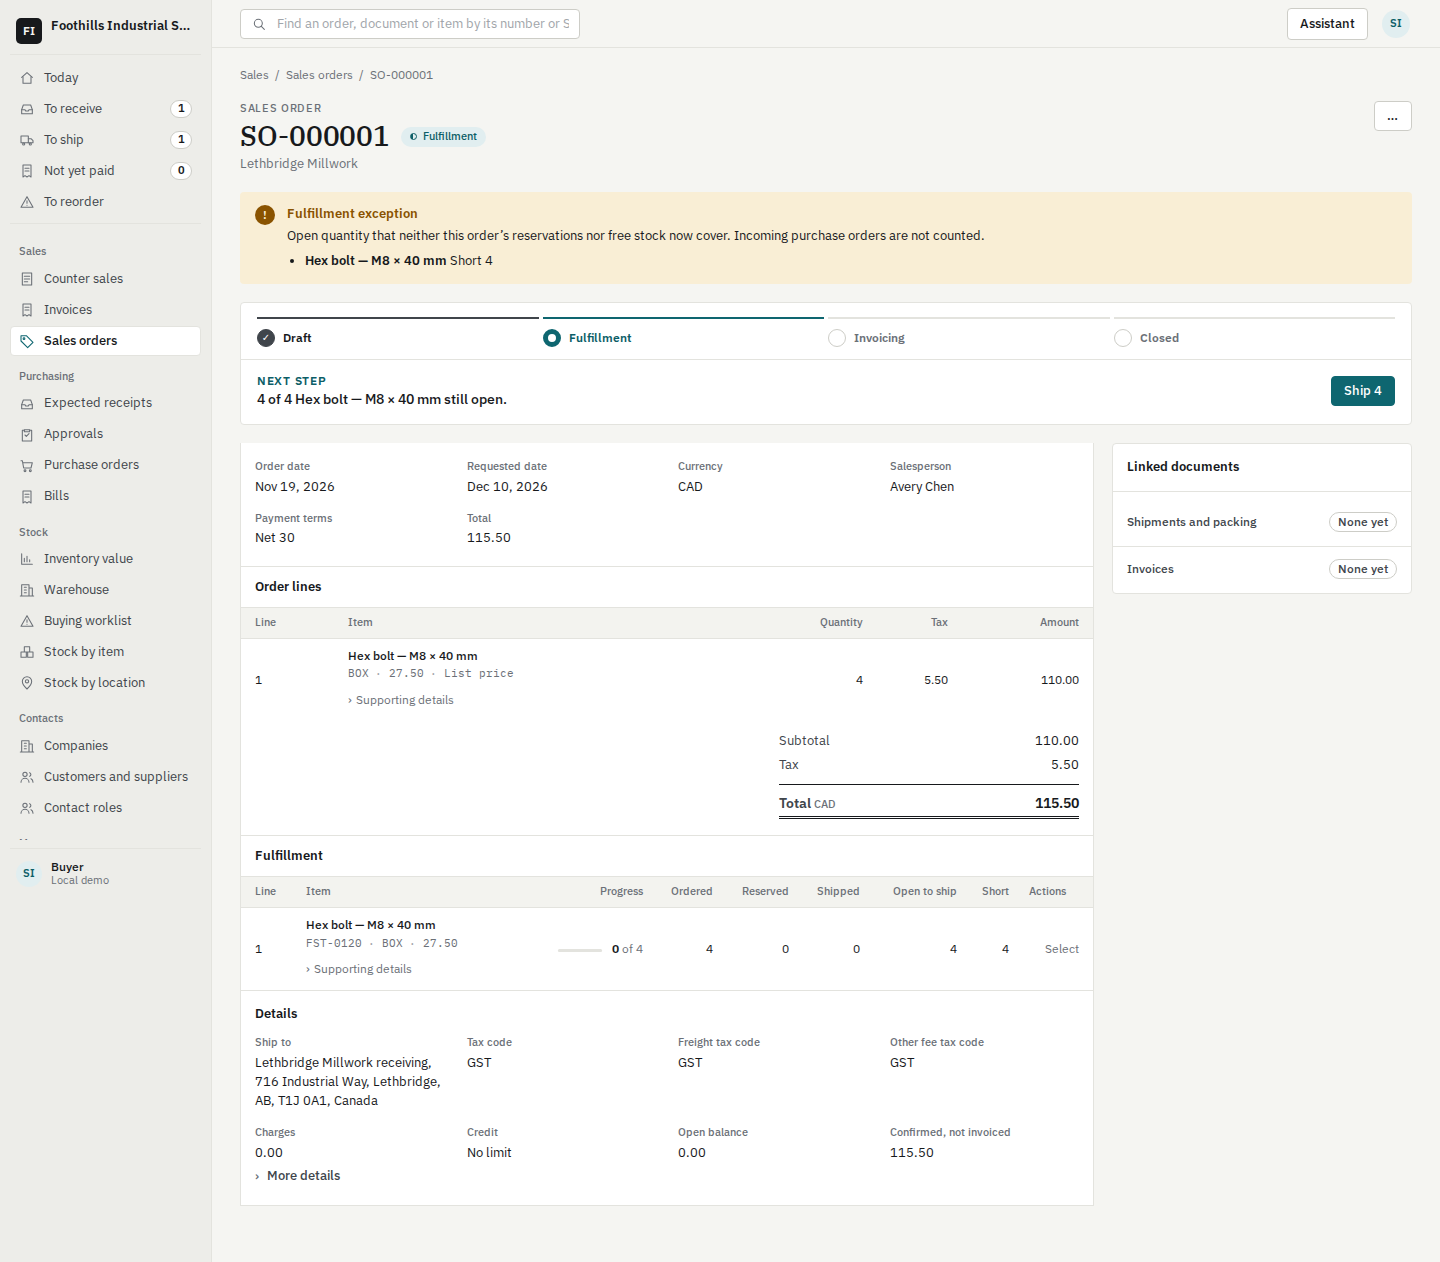 FI
Foothills Industrial S...
Today
To receive 1
To ship 1
Not yet paid 0
To reorder
Sales
Counter sales
Invoices
Sales orders
Purchasing
Expected receipts
Approvals
Purchase orders
Bills
Stock
Inventory value
Warehouse
Buying worklist
Stock by item
Stock by location
Contacts
Companies
Customers and suppliers
Contact roles
SI
Buyer
Local demo
Find an order, document or item by its number or S
Assistant
SI
Sales / Sales orders / SO-000001
SALES ORDER
SO-000001 Fulfillment
Lethbridge Millwork
...
! Fulfillment exception
Open quantity that neither this order’s reservations nor free stock now cover. Incoming purchase orders are not counted.
• Hex bolt — M8 × 40 mm Short 4
✓ Draft
Fulfillment
Invoicing
Closed
NEXT STEP
4 of 4 Hex bolt — M8 × 40 mm still open.
Ship 4
Order date Requested date Currency Salesperson
Nov 19, 2026 Dec 10, 2026 CAD Avery Chen
Payment terms Total
Net 30 115.50
Order lines
Line Item Quantity Tax Amount
Hex bolt — M8 × 40 mm
BOX · 27.50 · List price
1 4 5.50 110.00
› Supporting details
Subtotal 110.00
Tax 5.50
Total CAD 115.50
Fulfillment
Line Item Progress Ordered Reserved Shipped Open to ship Short Actions
Hex bolt — M8 × 40 mm
FST-0120 · BOX · 27.50
1 0 of 4 4 0 0 4 4 Select
› Supporting details
Details
Ship to Tax code Freight tax code Other fee tax code
Lethbridge Millwork receiving, GST GST GST
716 Industrial Way, Lethbridge,
AB, T1J 0A1, Canada
Charges Credit Open balance Confirmed, not invoiced
0.00 No limit 0.00 115.50
› More details
Linked documents
Shipments and packing None yet
Invoices None yet